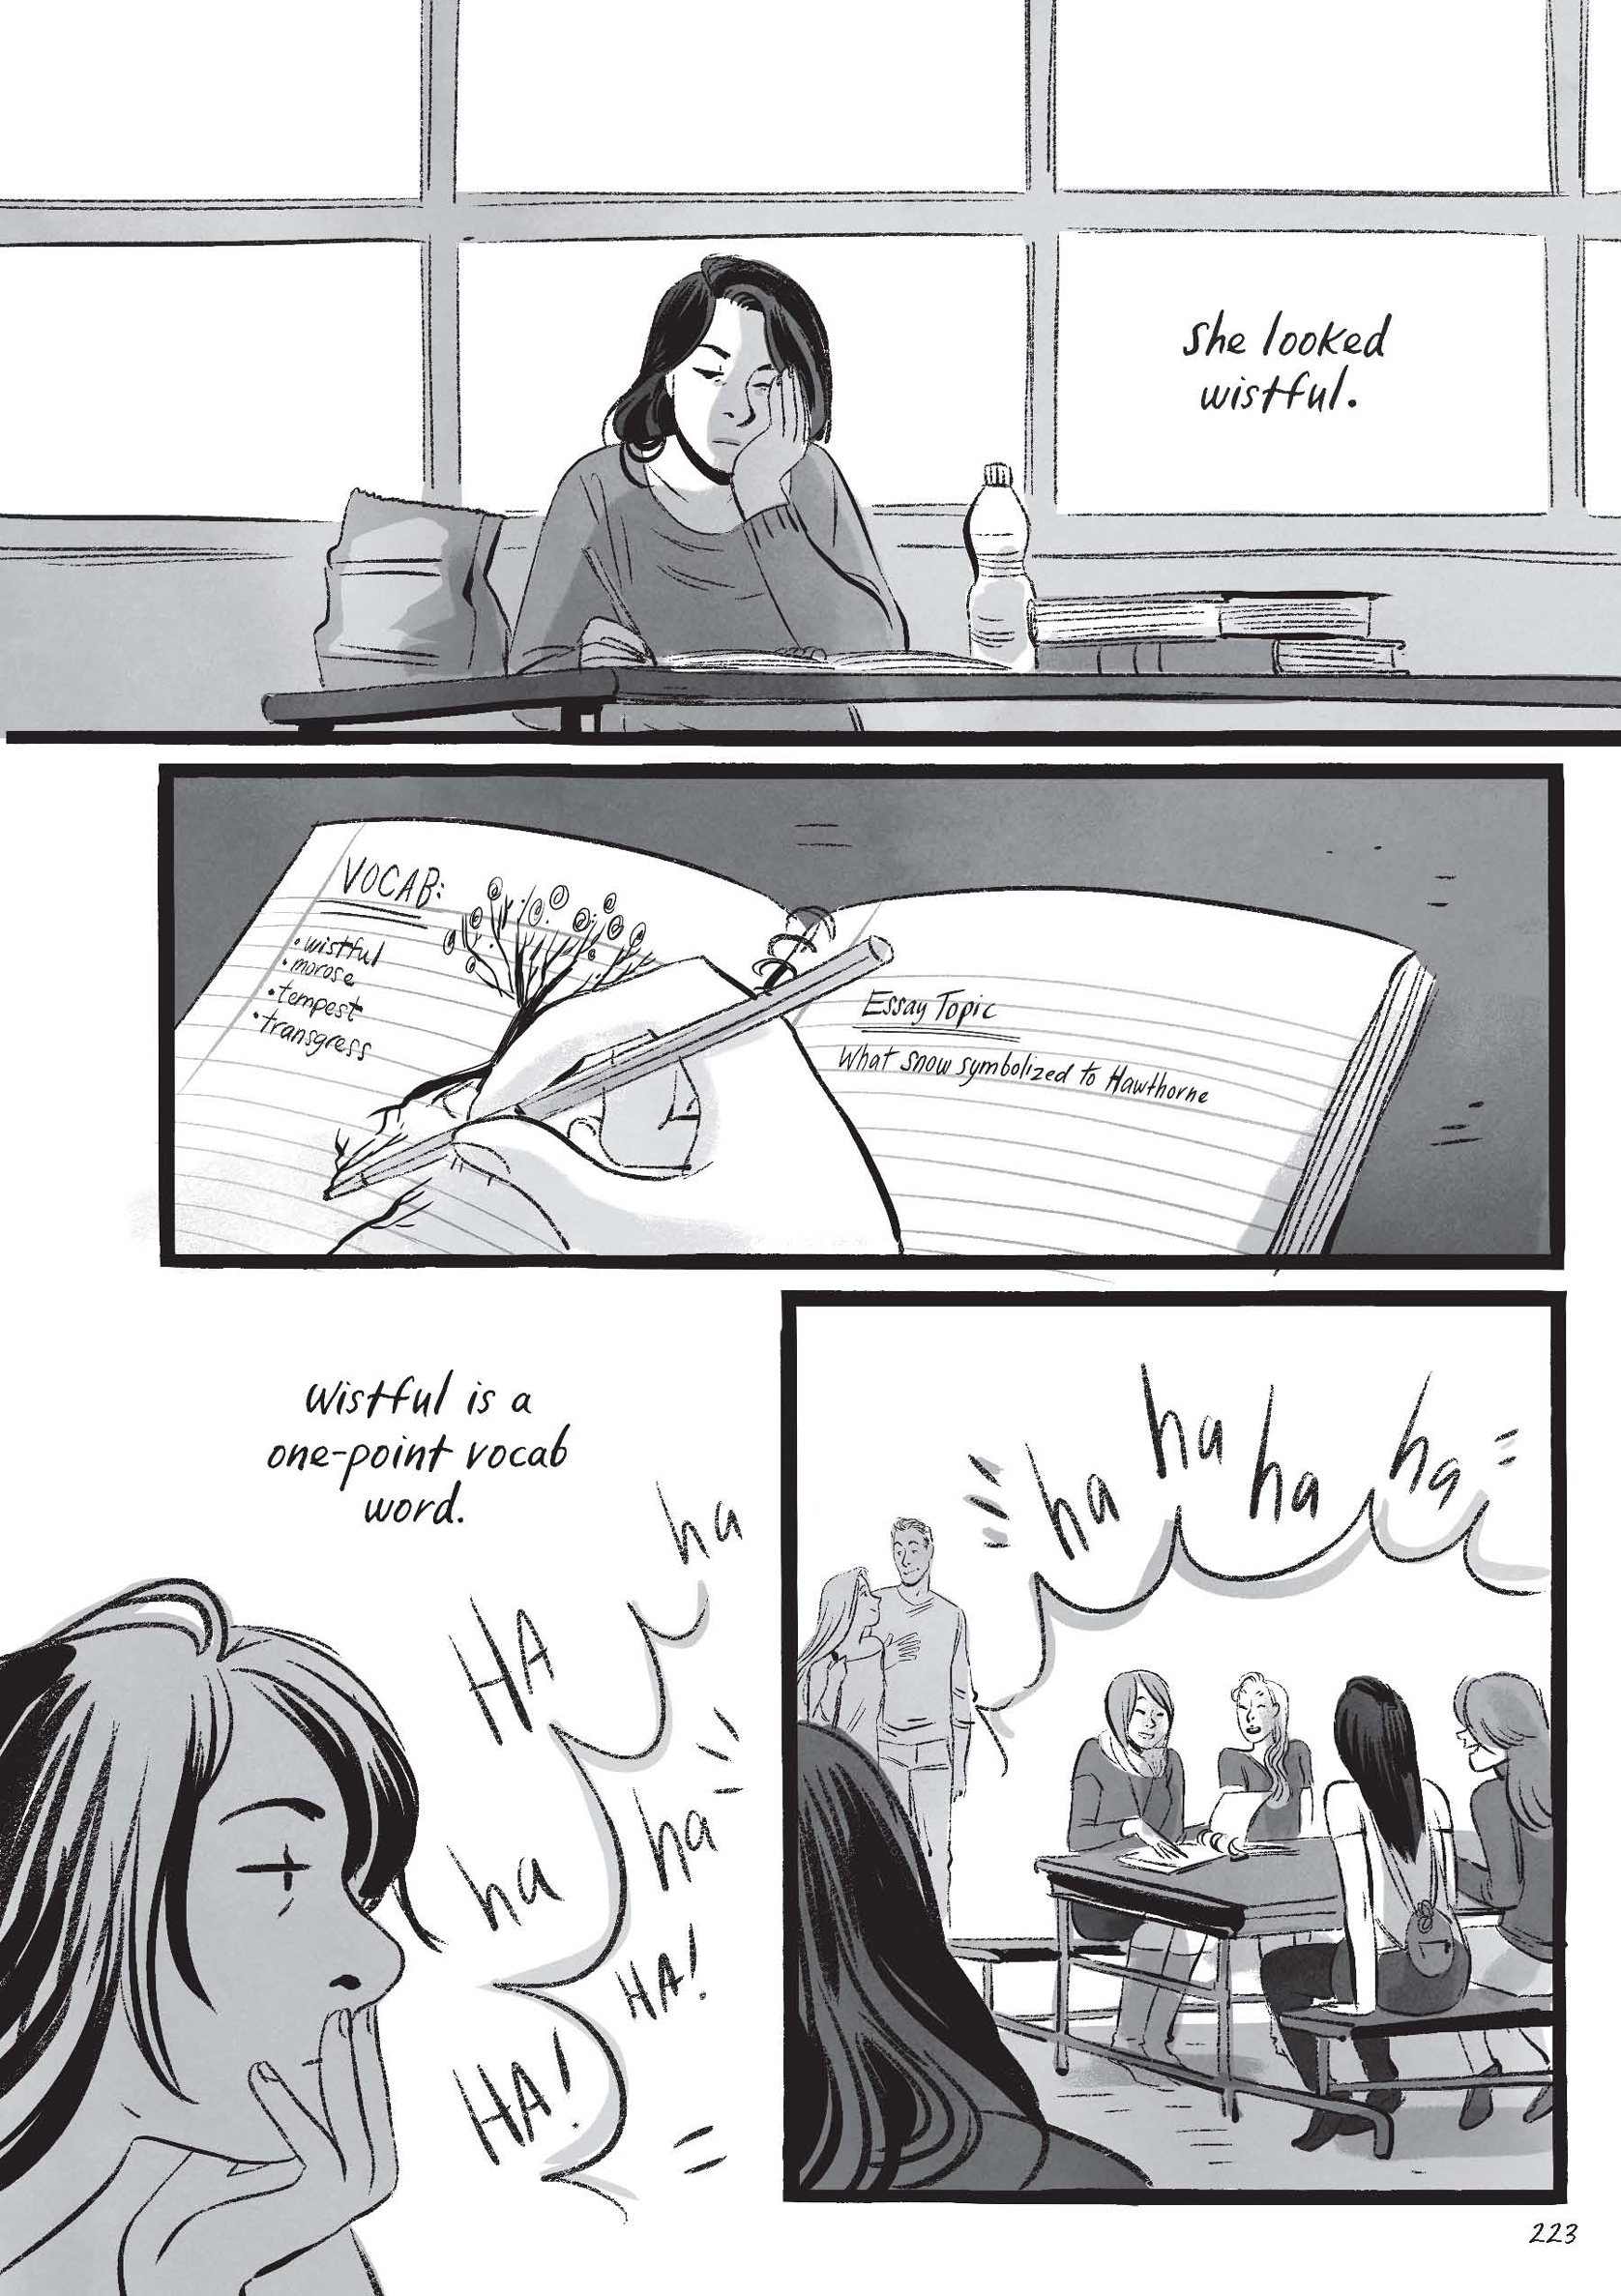 she looked
wistful.
VOCAB:
• wistful
• morose
• tempest
• transgress
Essay Topic
What snow symbolized to Hawthorne
wistful is a
one-point vocab
word.
ha
HA
ha
ha
HA!
HA!
ha ha ha ha
223